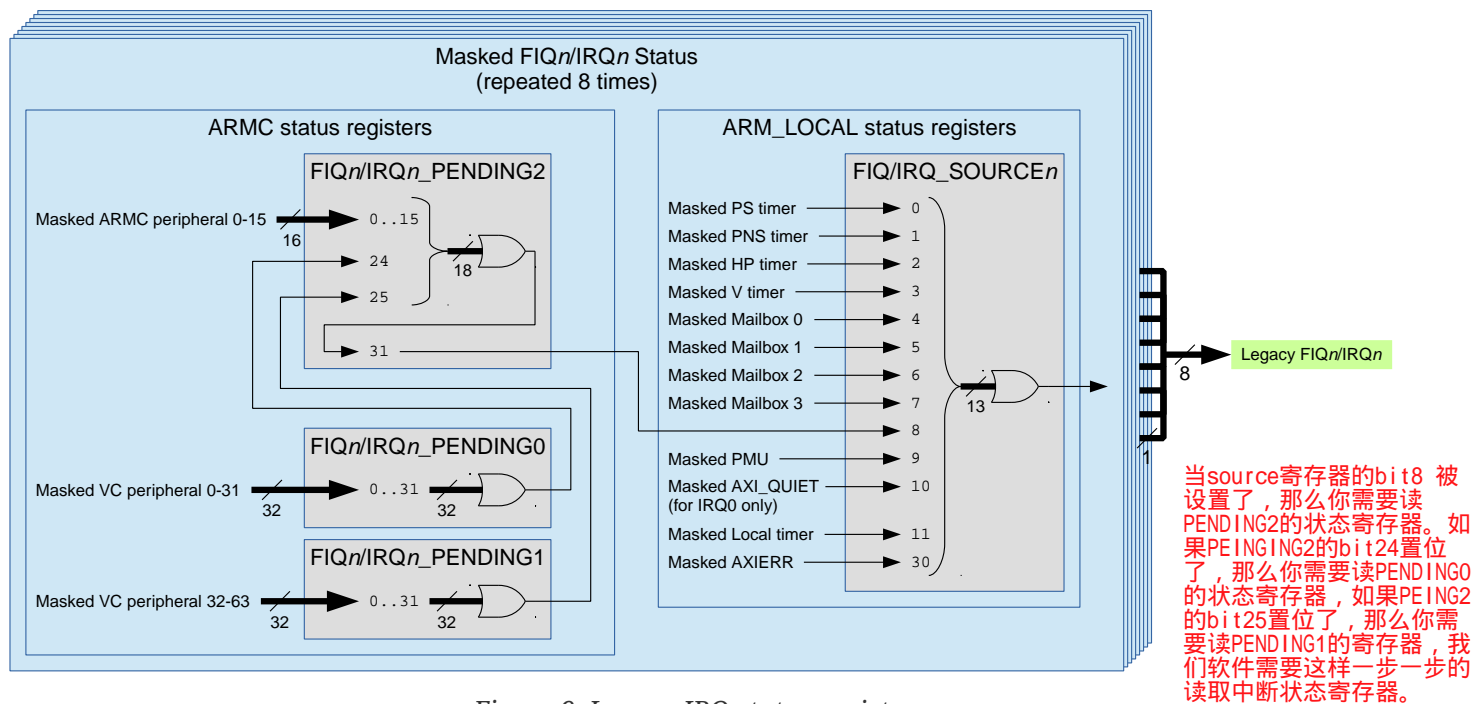 Masked FIQn/IRQn Status
(repeated 8 times)
ARMC status registers
FIQn/IRQn_PENDING2
Masked ARMC peripheral 0-15
16
0..15
24
25
18
31
FIQn/IRQn_PENDING0
Masked VC peripheral 0-31
32
0..31
32
FIQn/IRQn_PENDING1
Masked VC peripheral 32-63
32
0..31
32
ARM_LOCAL status registers
FIQ/IRQ_SOURCEn
Masked PS timer
0
Masked PNS timer
1
Masked HP timer
2
Masked V timer
3
Masked Mailbox 0
4
Masked Mailbox 1
5
Masked Mailbox 2
6
Masked Mailbox 3
7
8
Masked PMU
9
Masked AXI_QUIET
(for IRQ0 only)
10
Masked Local timer
11
Masked AXIERR
30
13
1
8
Legacy FIQn/IRQn
当source寄存器的bit8 被
设置了，那么你需要读
PENDING2的状态寄存器。如
果PEINGING2的bit24置位
了，那么你需要读PENDING0
的状态寄存器，如果PEING2
的bit25置位了，那么你需
要读PENDING1的寄存器，我
们软件需要这样一步一步的
读取中断状态寄存器。